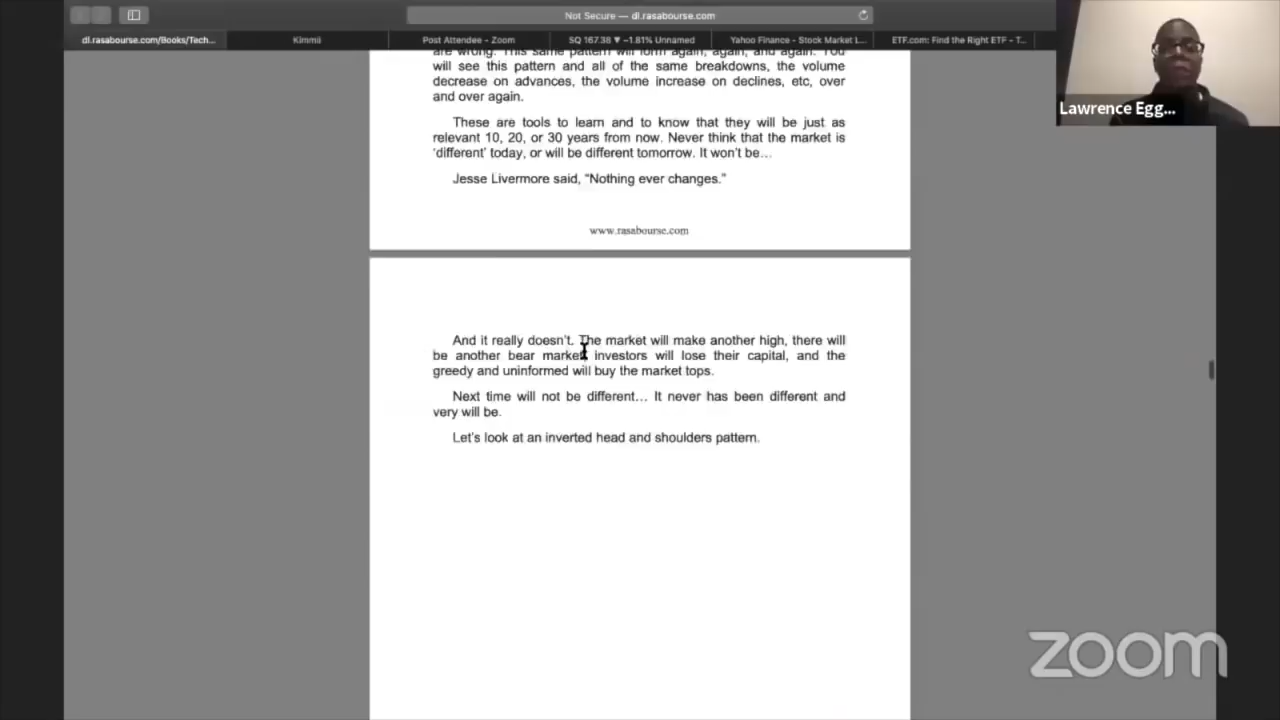 Not Secure — dl.rasabourse.com
dl.rasabourse.com/Books/Tech...
Kimmii
Post Attendee - Zoom
SQ 167.38 ▼ −1.81% Unnamed
Yahoo Finance - Stock Market L...
ETF.com: Find the Right ETF - T...
Lawrence Egg...
are wrong. This same pattern will form again, again, and again. You
will see this pattern and all of the same breakdowns, the volume
decrease on advances, the volume increase on declines, etc, over
and over again.
These are tools to learn and to know that they will be just as
relevant 10, 20, or 30 years from now. Never think that the market is
'different' today, or will be different tomorrow. It won't be…
Jesse Livermore said, "Nothing ever changes."
www.rasabourse.com
And it really doesn't. The market will make another high, there will
be another bear market investors will lose their capital, and the
greedy and uninformed will buy the market tops.
Next time will not be different… It never has been different and
very will be.
Let's look at an inverted head and shoulders pattern.
zoom